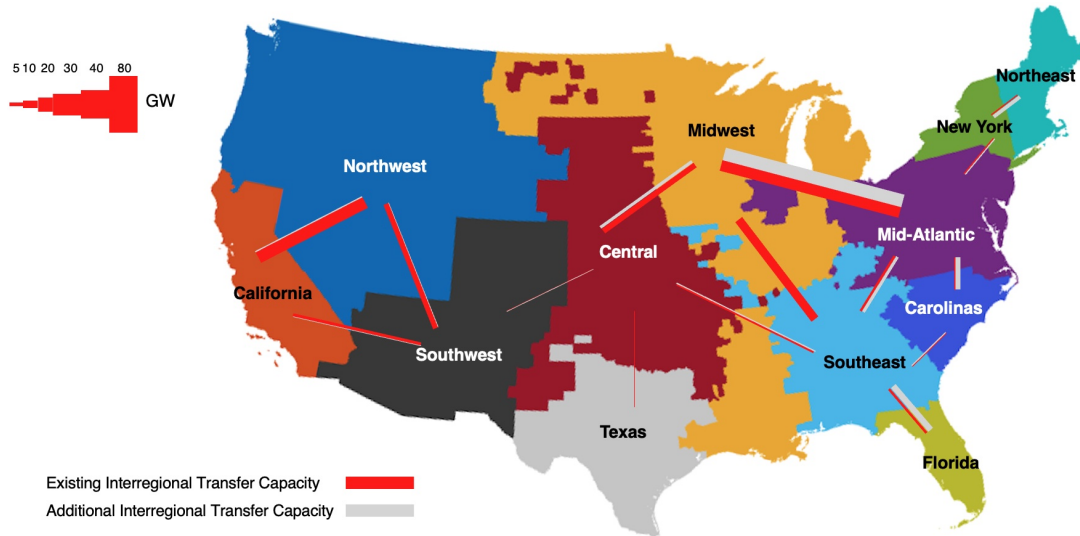 5 10 20 30 40 80
GW
Northeast
New York
Midwest
Northwest
Mid-Atlantic
Central
California
Carolinas
Southwest
Southeast
Texas
Florida
Existing Interregional Transfer Capacity
Additional Interregional Transfer Capacity